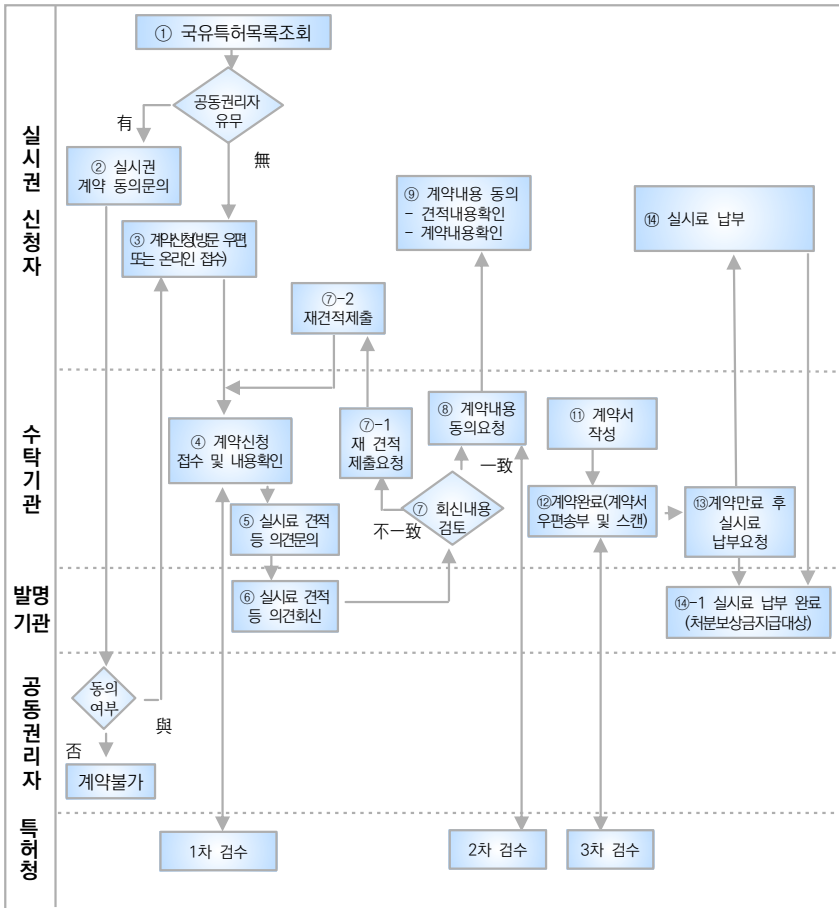 ① 국유특허목록조회
공동권리자
유무
有
無
② 실시권
계약 동의문의
③ 계약신청(방문 우편,
또는 온라인 접수)
⑨ 계약내용 동의
- 견적내용확인
- 계약내용확인
⑭ 실시료 납부
⑦-2
재견적제출
실시권 신청자
수탁기관
④ 계약신청
접수 및 내용확인
⑦-1
재 견적
제출요청
⑧ 계약내용
동의요청
⑪ 계약서
작성
一致
不一致
⑦ 회신내용
검토
⑤ 실시료 견적
등 의견문의
⑫계약완료(계약서
우편송부 및 스캔)
⑬계약만료 후
실시료
납부요청
발명
기관
⑥ 실시료 견적
등 의견회신
⑭-1 실시료 납부 완료
(처분보상금지급대상)
공동권리자
동의
여부
與
否
계약불가
특허청
1차 검수
2차 검수
3차 검수